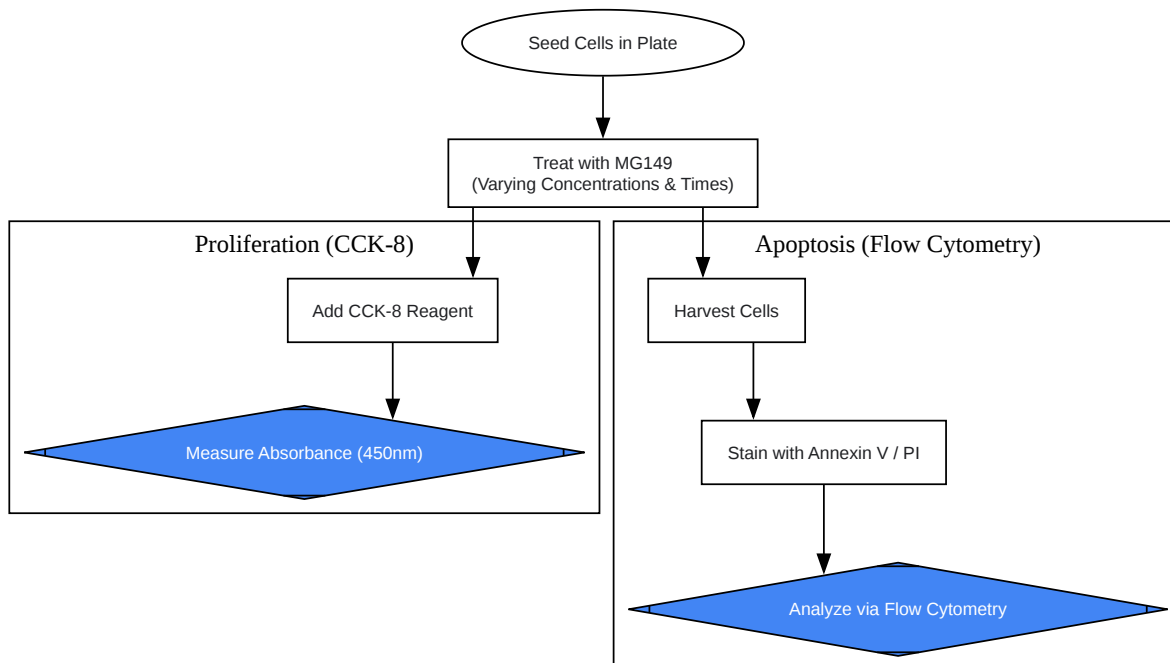 Seed Cells in Plate
Treat with MG149
(Varying Concentrations & Times)
Proliferation (CCK-8)
Add CCK-8 Reagent
Measure Absorbance (450nm)
Apoptosis (Flow Cytometry)
Harvest Cells
Stain with Annexin V / PI
Analyze via Flow Cytometry